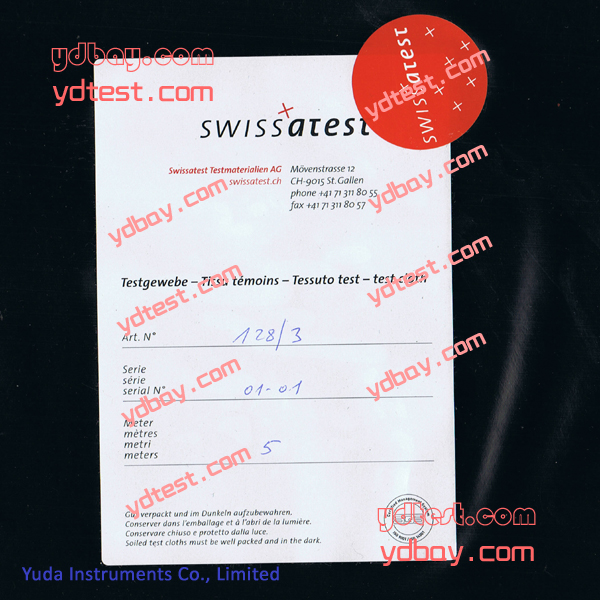 ydbay.com
ydtest.com
swissatest
swissatest
ydtest.com
Swissatest Testmaterialien AG
swissatest.ch
Mövenstrasse 12
CH-9015 St.Gallen
phone +41 71 311 80 55
fax +41 71 311 80 57
ydbay.com
ydbay.com
Testgewebe – Tissu témoins – Tessuto test – test cloth
ydtest.com
ydtest.com
Art. N° 128/3
ydbay.com
ydbay.com
Serie
série
serial N° 01-01
Meter
mètres
metri
meters 5
ydtest.com
ydtest.com
Gut verpackt und im Dunkeln aufzubewahren.
Conserver dans l'emballage et à l'abri de la lumière.
Conservare chiuso e protetto dalla luce.
Soiled test cloths must be well packed and in the dark.
ydtest.com
ydbay.com
Yuda Instruments Co., Limited